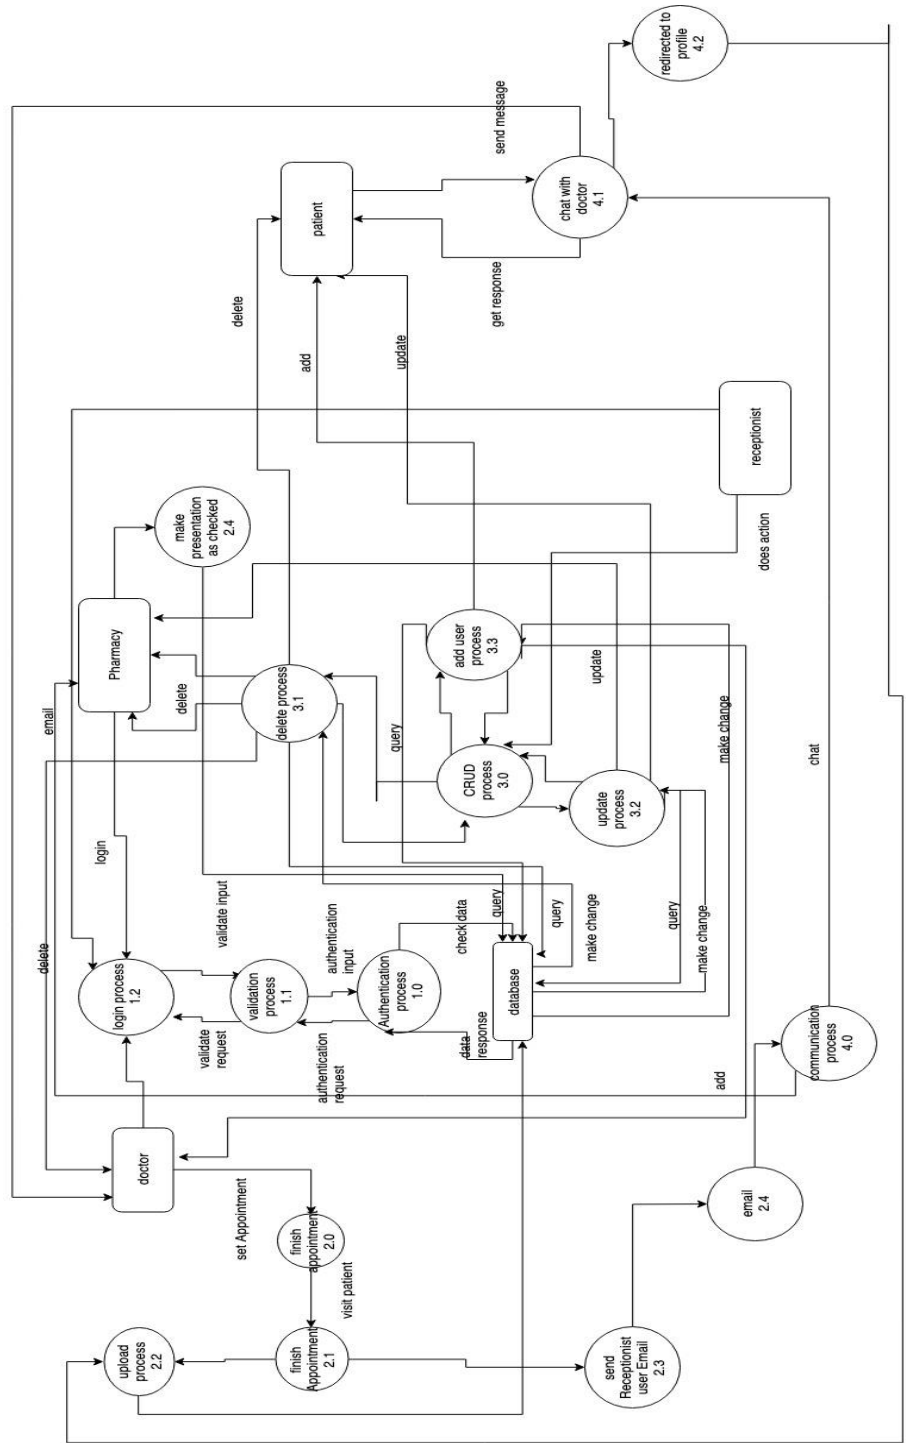 upload
process
2.2
doctor
login process
1.2
delete
login
email
Pharmacy
finish
Appointment
2.1
visit patient
finish
appointment
2.0
set Appointment
validate
request
validation
process
1.1
validate input
delete
make
presentation
as checked
2.4
delete
authentication
request
authentication
input
Authentication
process
1.0
delete process
3.1
add
patient
data
response
check data
query
update
database
query
query
CRUD
process
3.0
add user
process
3.3
get response
send message
make change
update
process
3.2
update
chat with
doctor
4.1
send
Receptionist
user Email
2.3
query
make change
make change
redirected to
profile
4.2
email
2.4
add
does action
receptionist
communication
process
4.0
chat